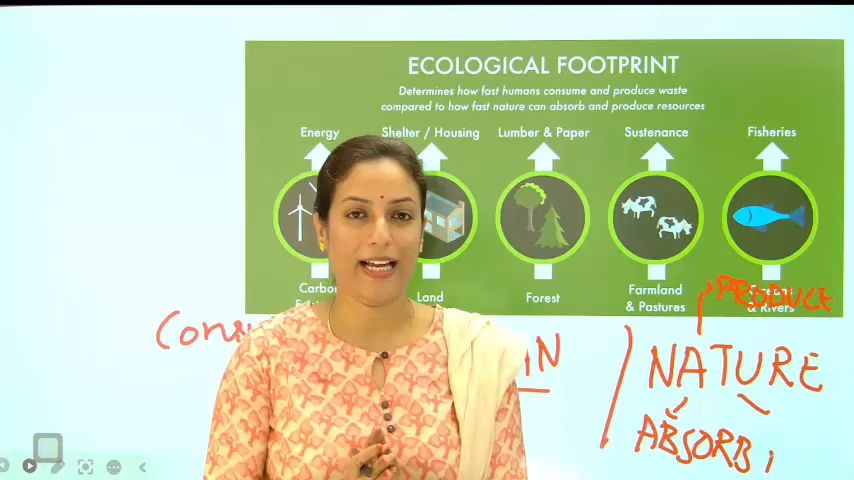 ECOLOGICAL FOOTPRINT
Determines how fast humans consume and produce waste
compared to how fast nature can absorb and produce resources
Energy
Shelter / Housing
Lumber & Paper
Sustenance
Fisheries
Land
Forest
Farmland
& Pastures
& Rivers
PRODUCE
NATURE
ABSORB